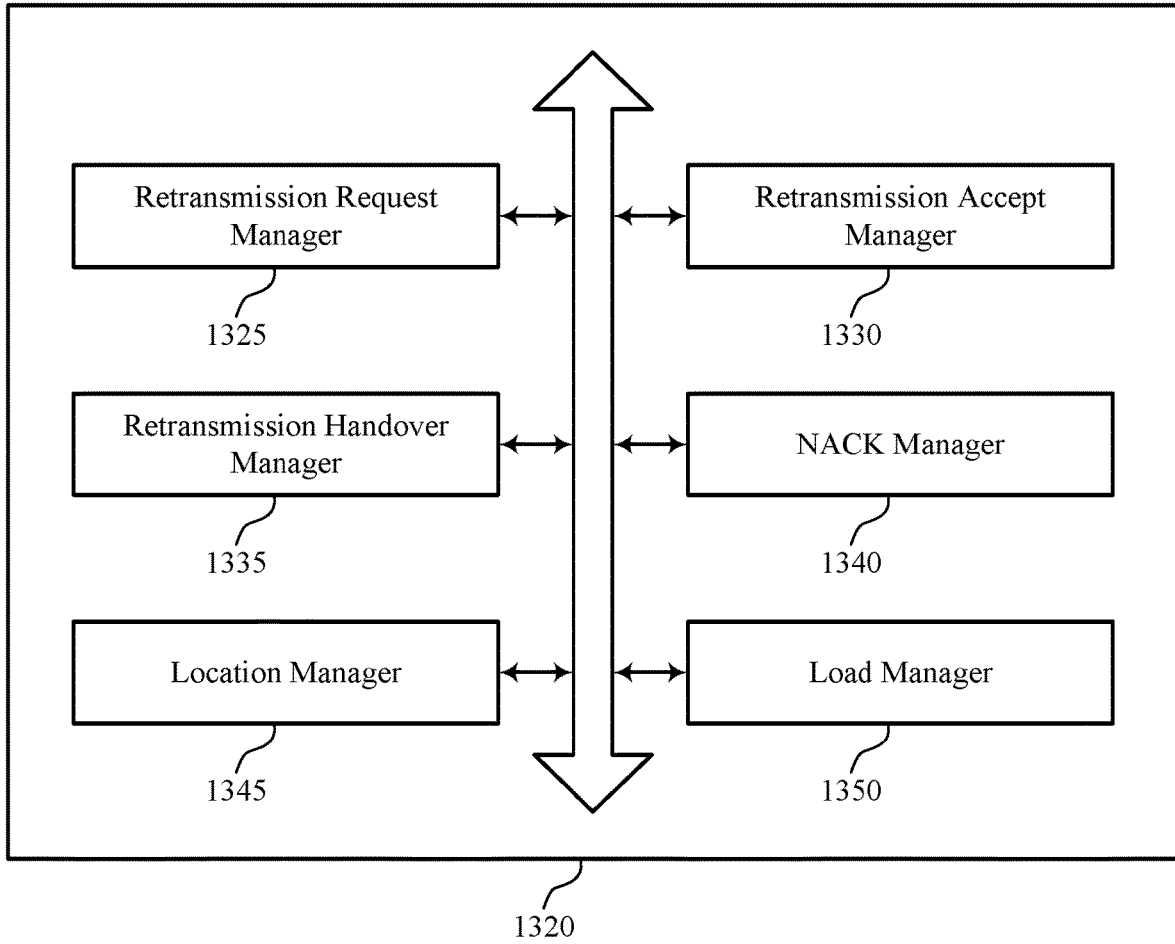 Retransmission Request
Manager
1325
Retransmission Accept
Manager
1330
Retransmission Handover
Manager
1335
NACK Manager
1340
Location Manager
1345
Load Manager
1350
1320